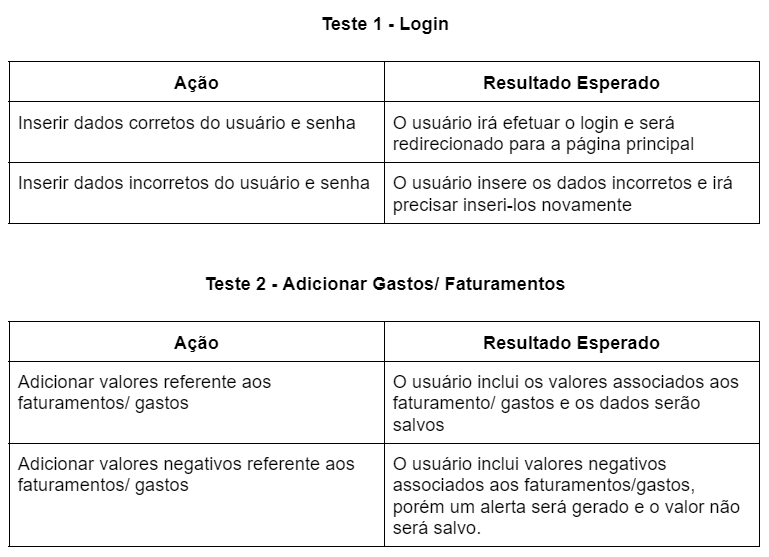 Teste 1 - Login
Ação
Resultado Esperado
Inserir dados corretos do usuário e senha
O usuário irá efetuar o login e será
redirecionado para a página principal
Inserir dados incorretos do usuário e senha
O usuário insere os dados incorretos e irá
precisar inseri-los novamente
Teste 2 - Adicionar Gastos/ Faturamentos
Ação
Resultado Esperado
Adicionar valores referente aos
faturamentos/ gastos
O usuário inclui os valores associados aos
faturamento/ gastos e os dados serão
salvos
Adicionar valores negativos referente aos
faturamentos/ gastos
O usuário inclui valores negativos
associados aos faturamentos/gastos,
porém um alerta será gerado e o valor não
será salvo.